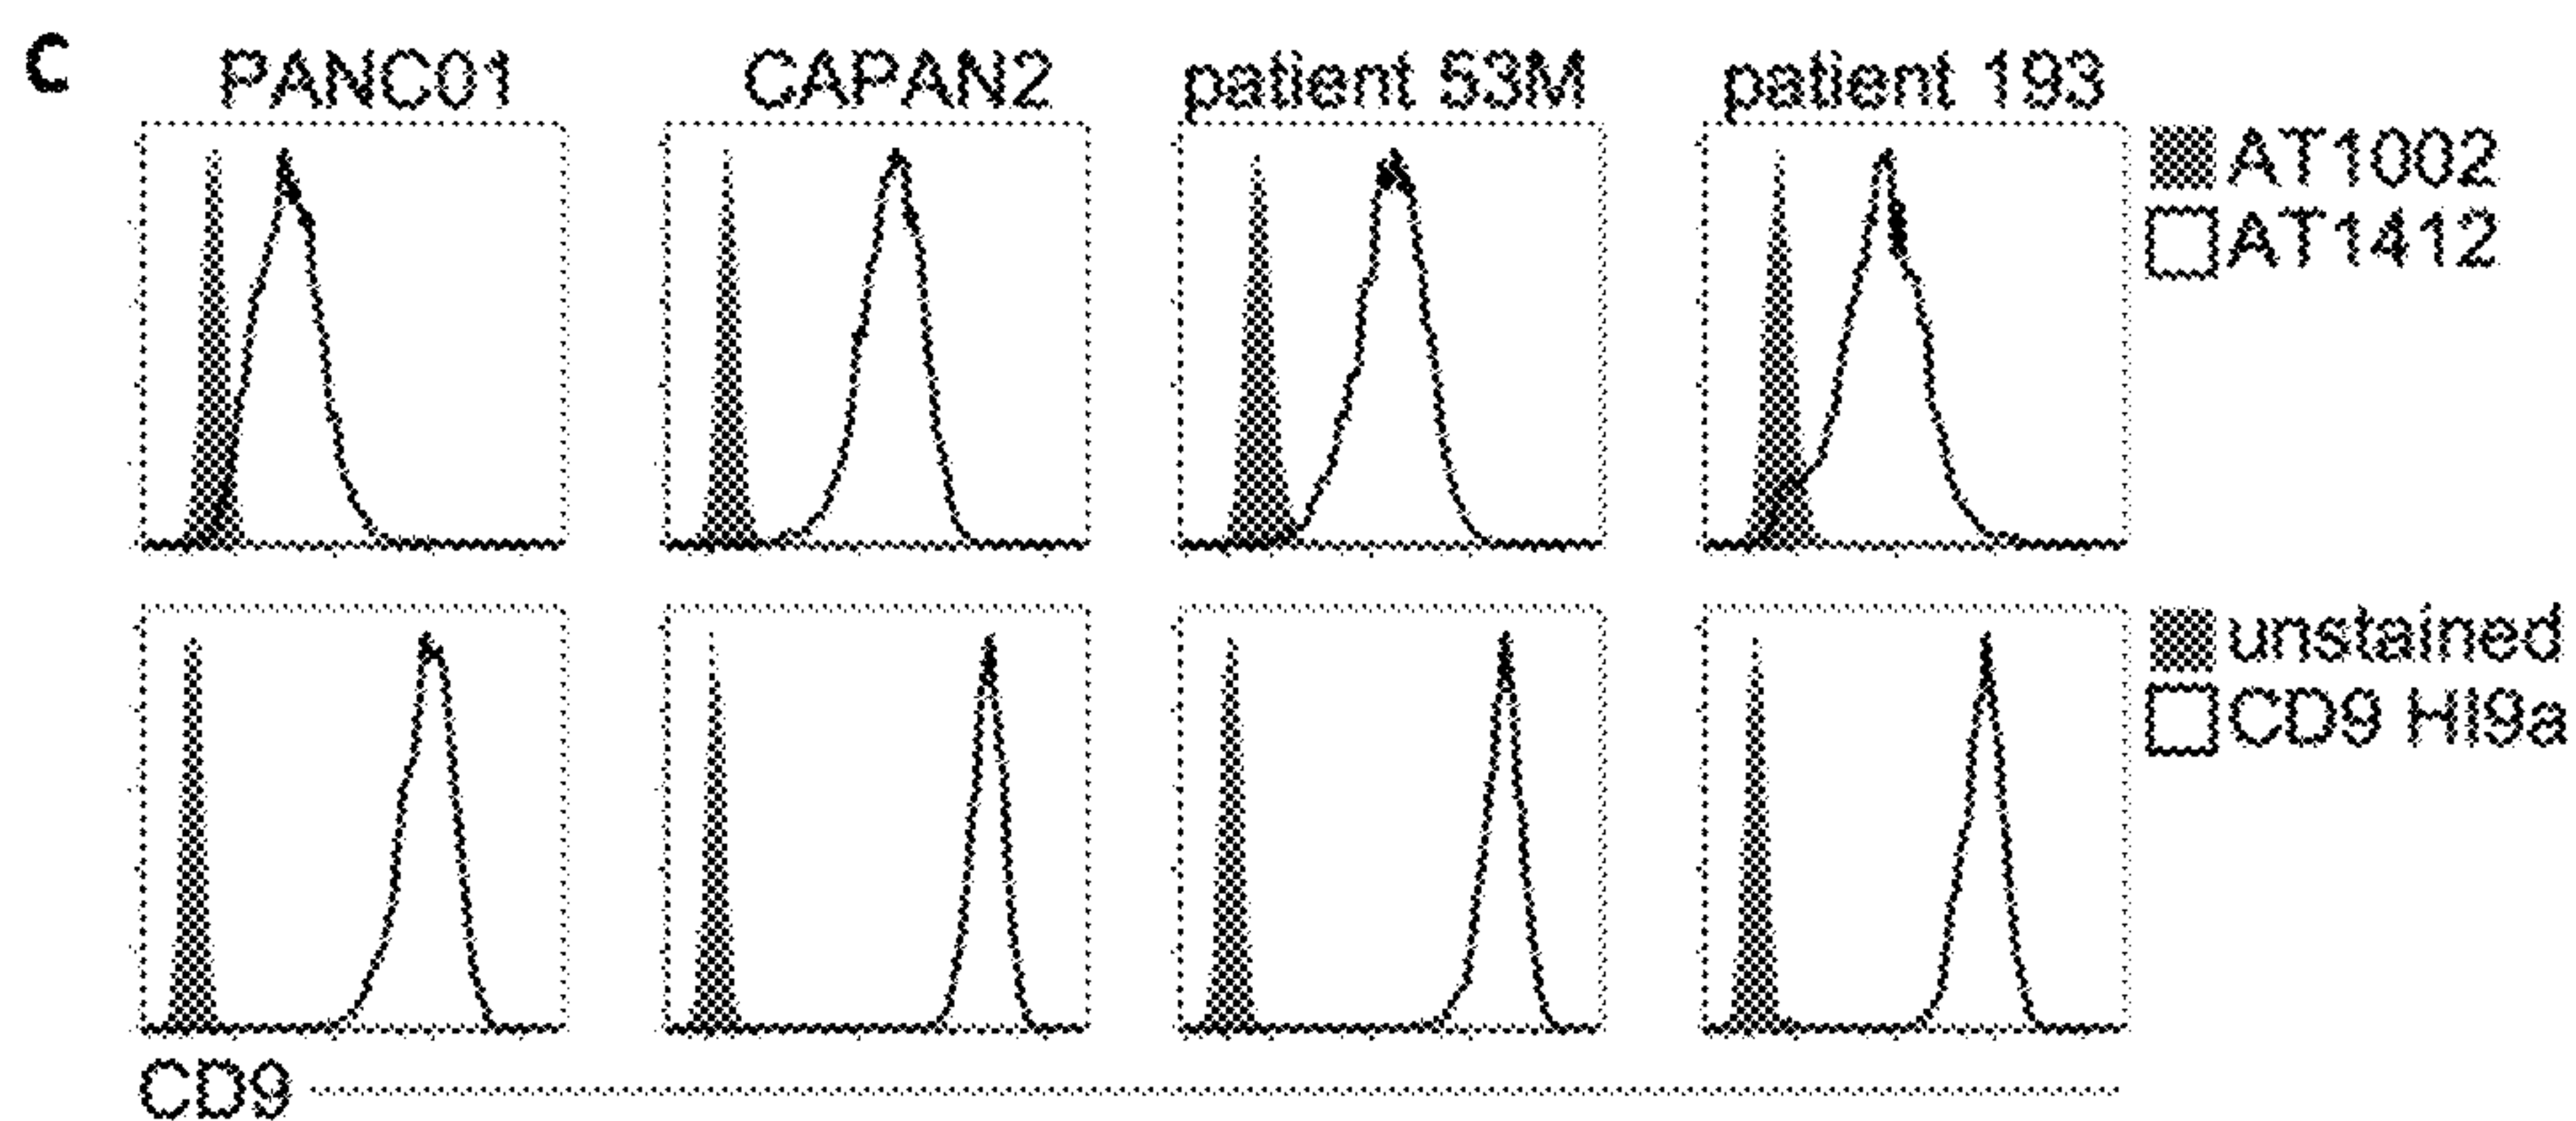 C
PANC01 CAPAN2 patient 53M patient 193
AT1002
AT1412
unstained
CD9 HI9a
CD9